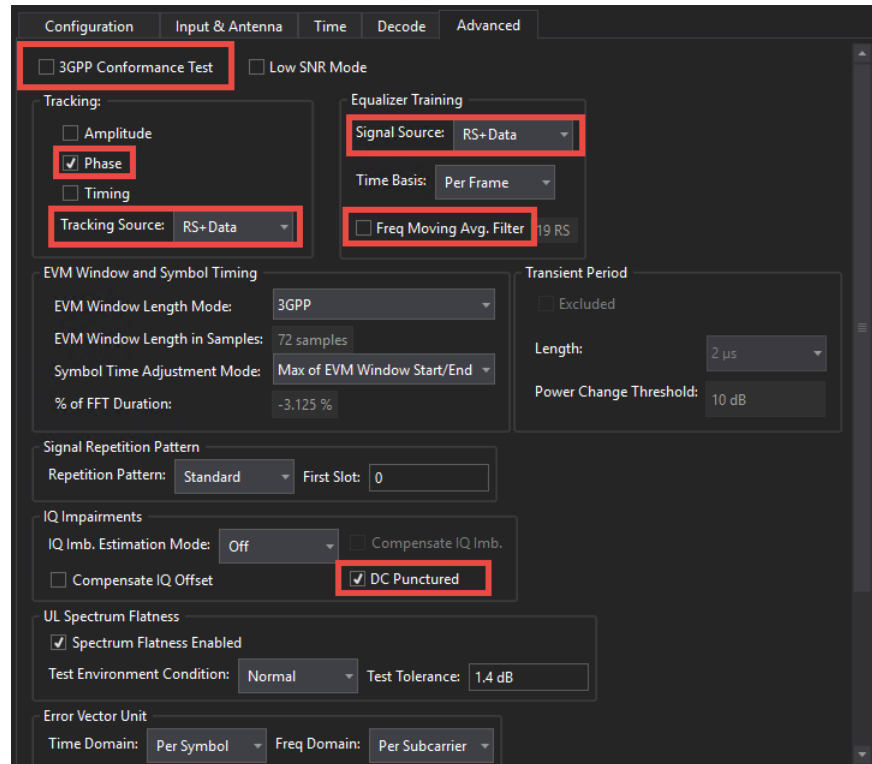 Configuration Input & Antenna Time Decode Advanced
3GPP Conformance Test Low SNR Mode
Tracking:
Amplitude
Phase
Timing
Tracking Source: RS+Data
Equalizer Training
Signal Source: RS+Data
Time Basis: Per Frame
Freq Moving Avg. Filter 19 RS
EVM Window and Symbol Timing
EVM Window Length Mode: 3GPP
EVM Window Length in Samples: 72 samples
Symbol Time Adjustment Mode: Max of EVM Window Start/End
% of FFT Duration: -3.125 %
Transient Period
Excluded
Length: 2 µs
Power Change Threshold: 10 dB
Signal Repetition Pattern
Repetition Pattern: Standard First Slot: 0
IQ Impairments
IQ Imb. Estimation Mode: Off Compensate IQ Imb.
Compensate IQ Offset DC Punctured
UL Spectrum Flatness
Spectrum Flatness Enabled
Test Environment Condition: Normal Test Tolerance: 1.4 dB
Error Vector Unit
Time Domain: Per Symbol Freq Domain: Per Subcarrier